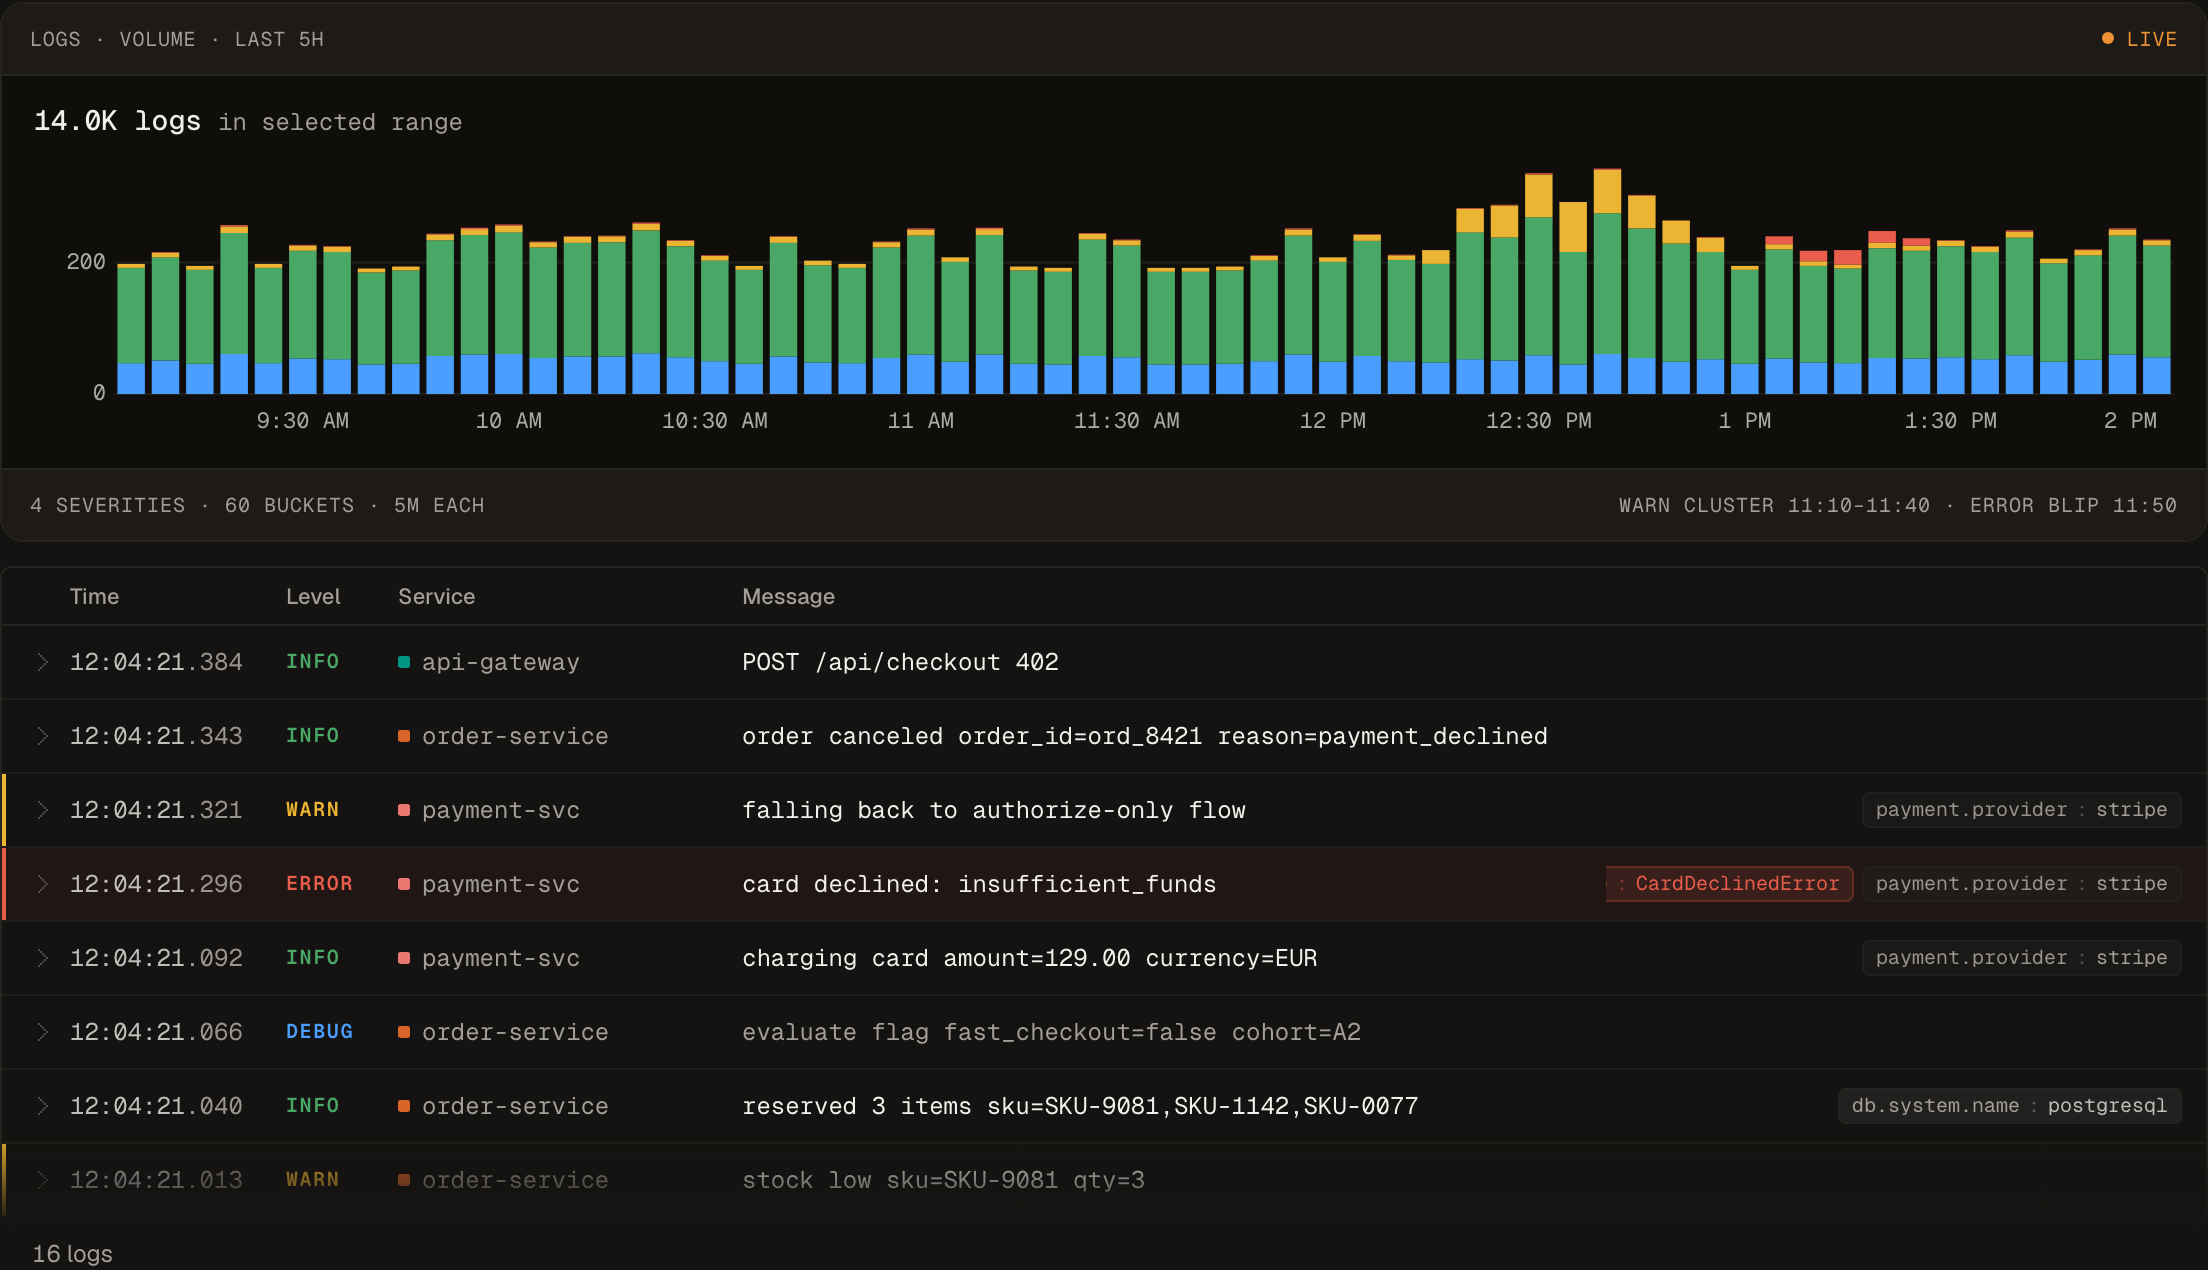 LOGS · VOLUME · LAST 5H
LIVE
14.0K logs in selected range
200
0
9:30 AM 10 AM 10:30 AM 11 AM 11:30 AM 12 PM 12:30 PM 1 PM 1:30 PM 2 PM
4 SEVERITIES · 60 BUCKETS · 5M EACH
WARN CLUSTER 11:10–11:40 · ERROR BLIP 11:50
Time Level Service Message
12:04:21.384 INFO api-gateway POST /api/checkout 402
12:04:21.343 INFO order-service order canceled order_id=ord_8421 reason=payment_declined
12:04:21.321 WARN payment-svc falling back to authorize-only flow payment.provider : stripe
12:04:21.296 ERROR payment-svc card declined: insufficient_funds : CardDeclinedError payment.provider : stripe
12:04:21.092 INFO payment-svc charging card amount=129.00 currency=EUR payment.provider : stripe
12:04:21.066 DEBUG order-service evaluate flag fast_checkout=false cohort=A2
12:04:21.040 INFO order-service reserved 3 items sku=SKU-9081,SKU-1142,SKU-0077 db.system.name : postgresql
12:04:21.013 WARN order-service stock low sku=SKU-9081 qty=3
16 logs